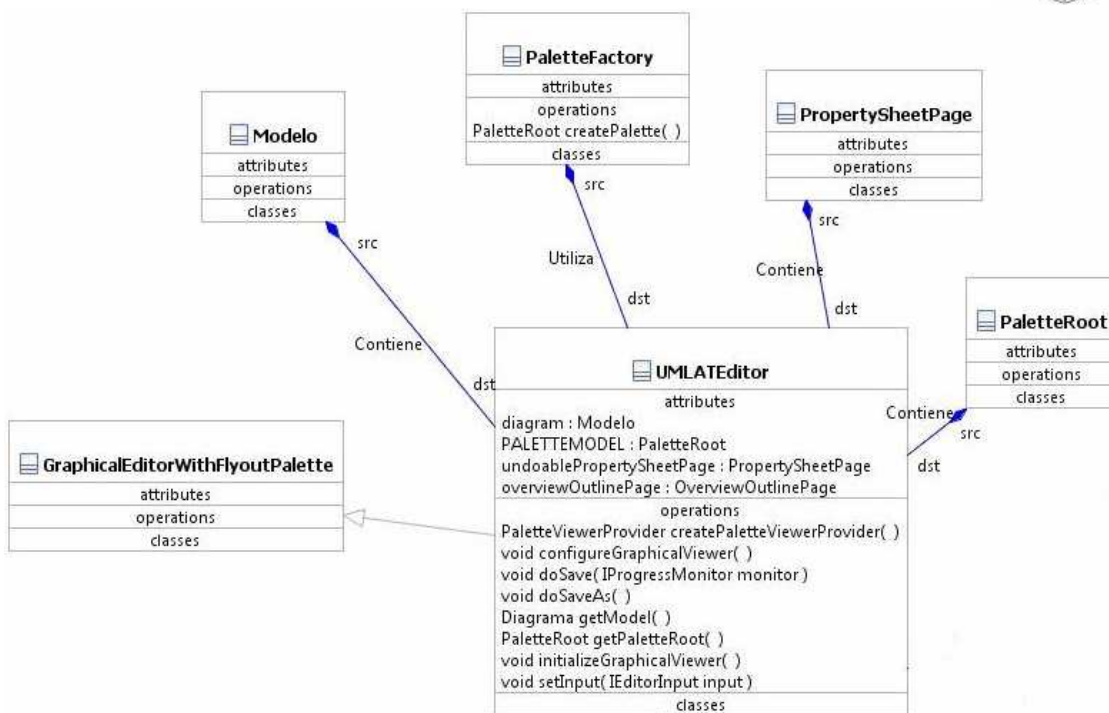 PaletteFactory
attributes
operations
PaletteRoot createPalette( )
classes
PropertySheetPage
attributes
operations
classes
Modelo
attributes
operations
classes
src
src
src
Utiliza
Contiene
dst
dst
PaletteRoot
attributes
operations
classes
Contiene
dst
Contiene
src
dst
UMLATEditor
attributes
diagram : Modelo
PALETTEMODEL : PaletteRoot
undoablePropertySheetPage : PropertySheetPage
overviewOutlinePage : OverviewOutlinePage
operations
PaletteViewerProvider createPaletteViewerProvider( )
void configureGraphicalViewer( )
void doSave( IProgressMonitor monitor )
void doSaveAs( )
Diagrama getModel( )
PaletteRoot getPaletteRoot( )
void initializeGraphicalViewer( )
void setInput( IEditorInput input )
classes
GraphicalEditorWithFlyoutPalette
attributes
operations
classes